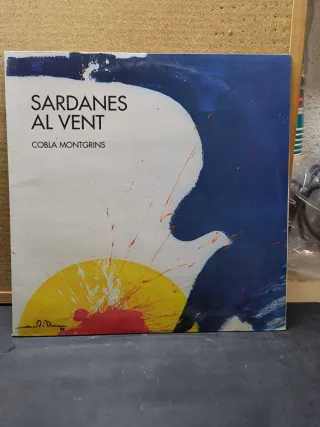 SARDANES
AL VENT
COBLA MONTGRINS